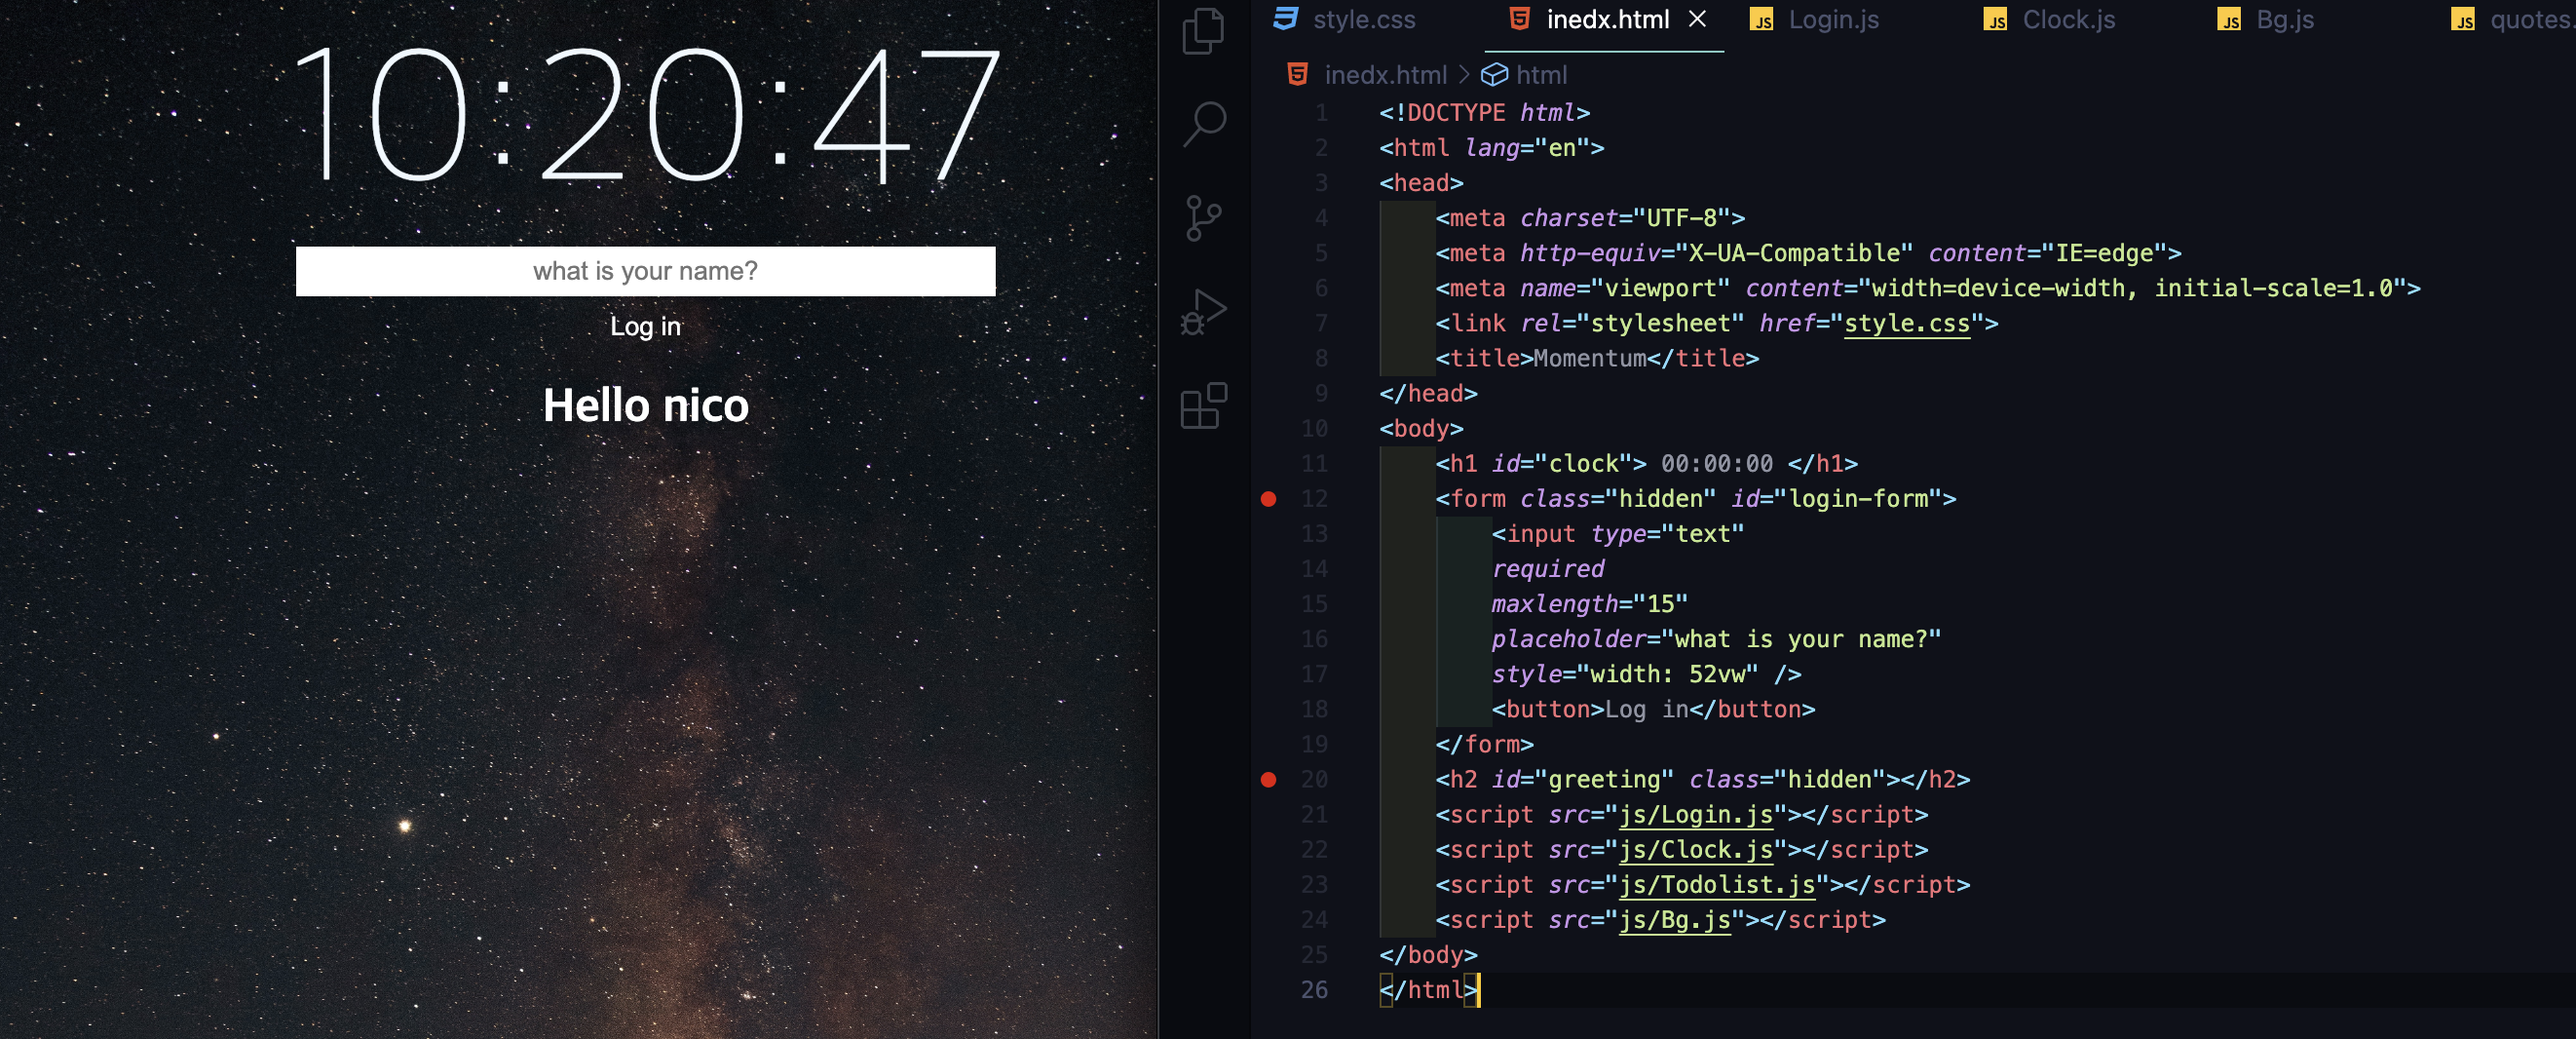 10:20:47
what is your name?
Log in
Hello nico
style.css
inedx.html
Login.js
Clock.js
Bg.js
quotes.
inedx.html > html
1 <!DOCTYPE html>
2 <html lang="en">
3 <head>
4 <meta charset="UTF-8">
5 <meta http-equiv="X-UA-Compatible" content="IE=edge">
6 <meta name="viewport" content="width=device-width, initial-scale=1.0">
7 <link rel="stylesheet" href="style.css">
8 <title>Momentum</title>
9 </head>
10 <body>
11 <h1 id="clock"> 00:00:00 </h1>
12 <form class="hidden" id="login-form">
13 <input type="text"
14 required
15 maxlength="15"
16 placeholder="what is your name?"
17 style="width: 52vw" />
18 <button>Log in</button>
19 </form>
20 <h2 id="greeting" class="hidden"></h2>
21 <script src="js/Login.js"></script>
22 <script src="js/Clock.js"></script>
23 <script src="js/Todolist.js"></script>
24 <script src="js/Bg.js"></script>
25 </body>
26 </html>